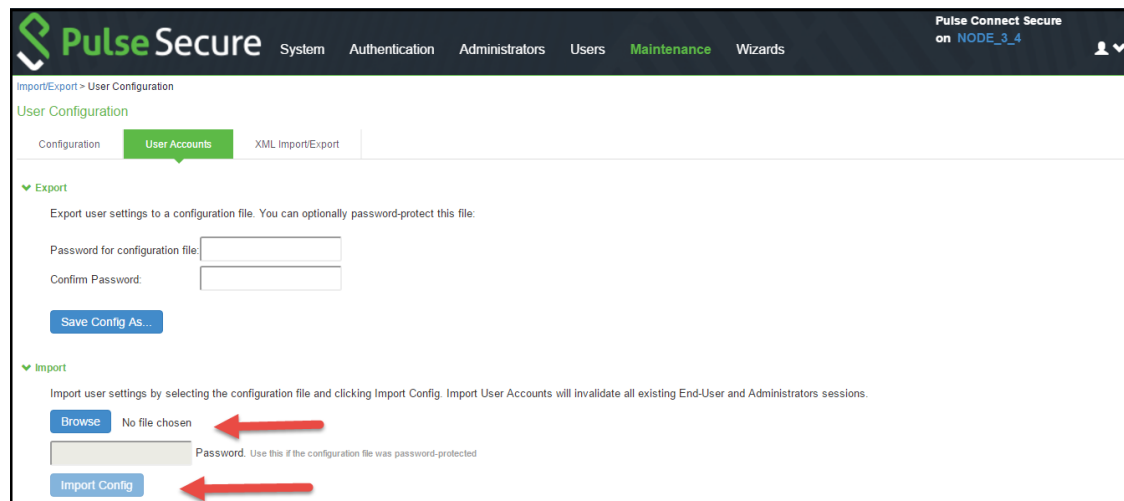 Pulse Connect Secure
Pulse Secure System Authentication Administrators Users Maintenance Wizards on NODE_3_4
Import/Export > User Configuration
User Configuration
Configuration User Accounts XML Import/Export
Export
Export user settings to a configuration file. You can optionally password-protect this file:
Password for configuration file:
Confirm Password:
Save Config As...
Import
Import user settings by selecting the configuration file and clicking Import Config. Import User Accounts will invalidate all existing End-User and Administrators sessions.
Browse No file chosen
Password. Use this if the configuration file was password-protected
Import Config